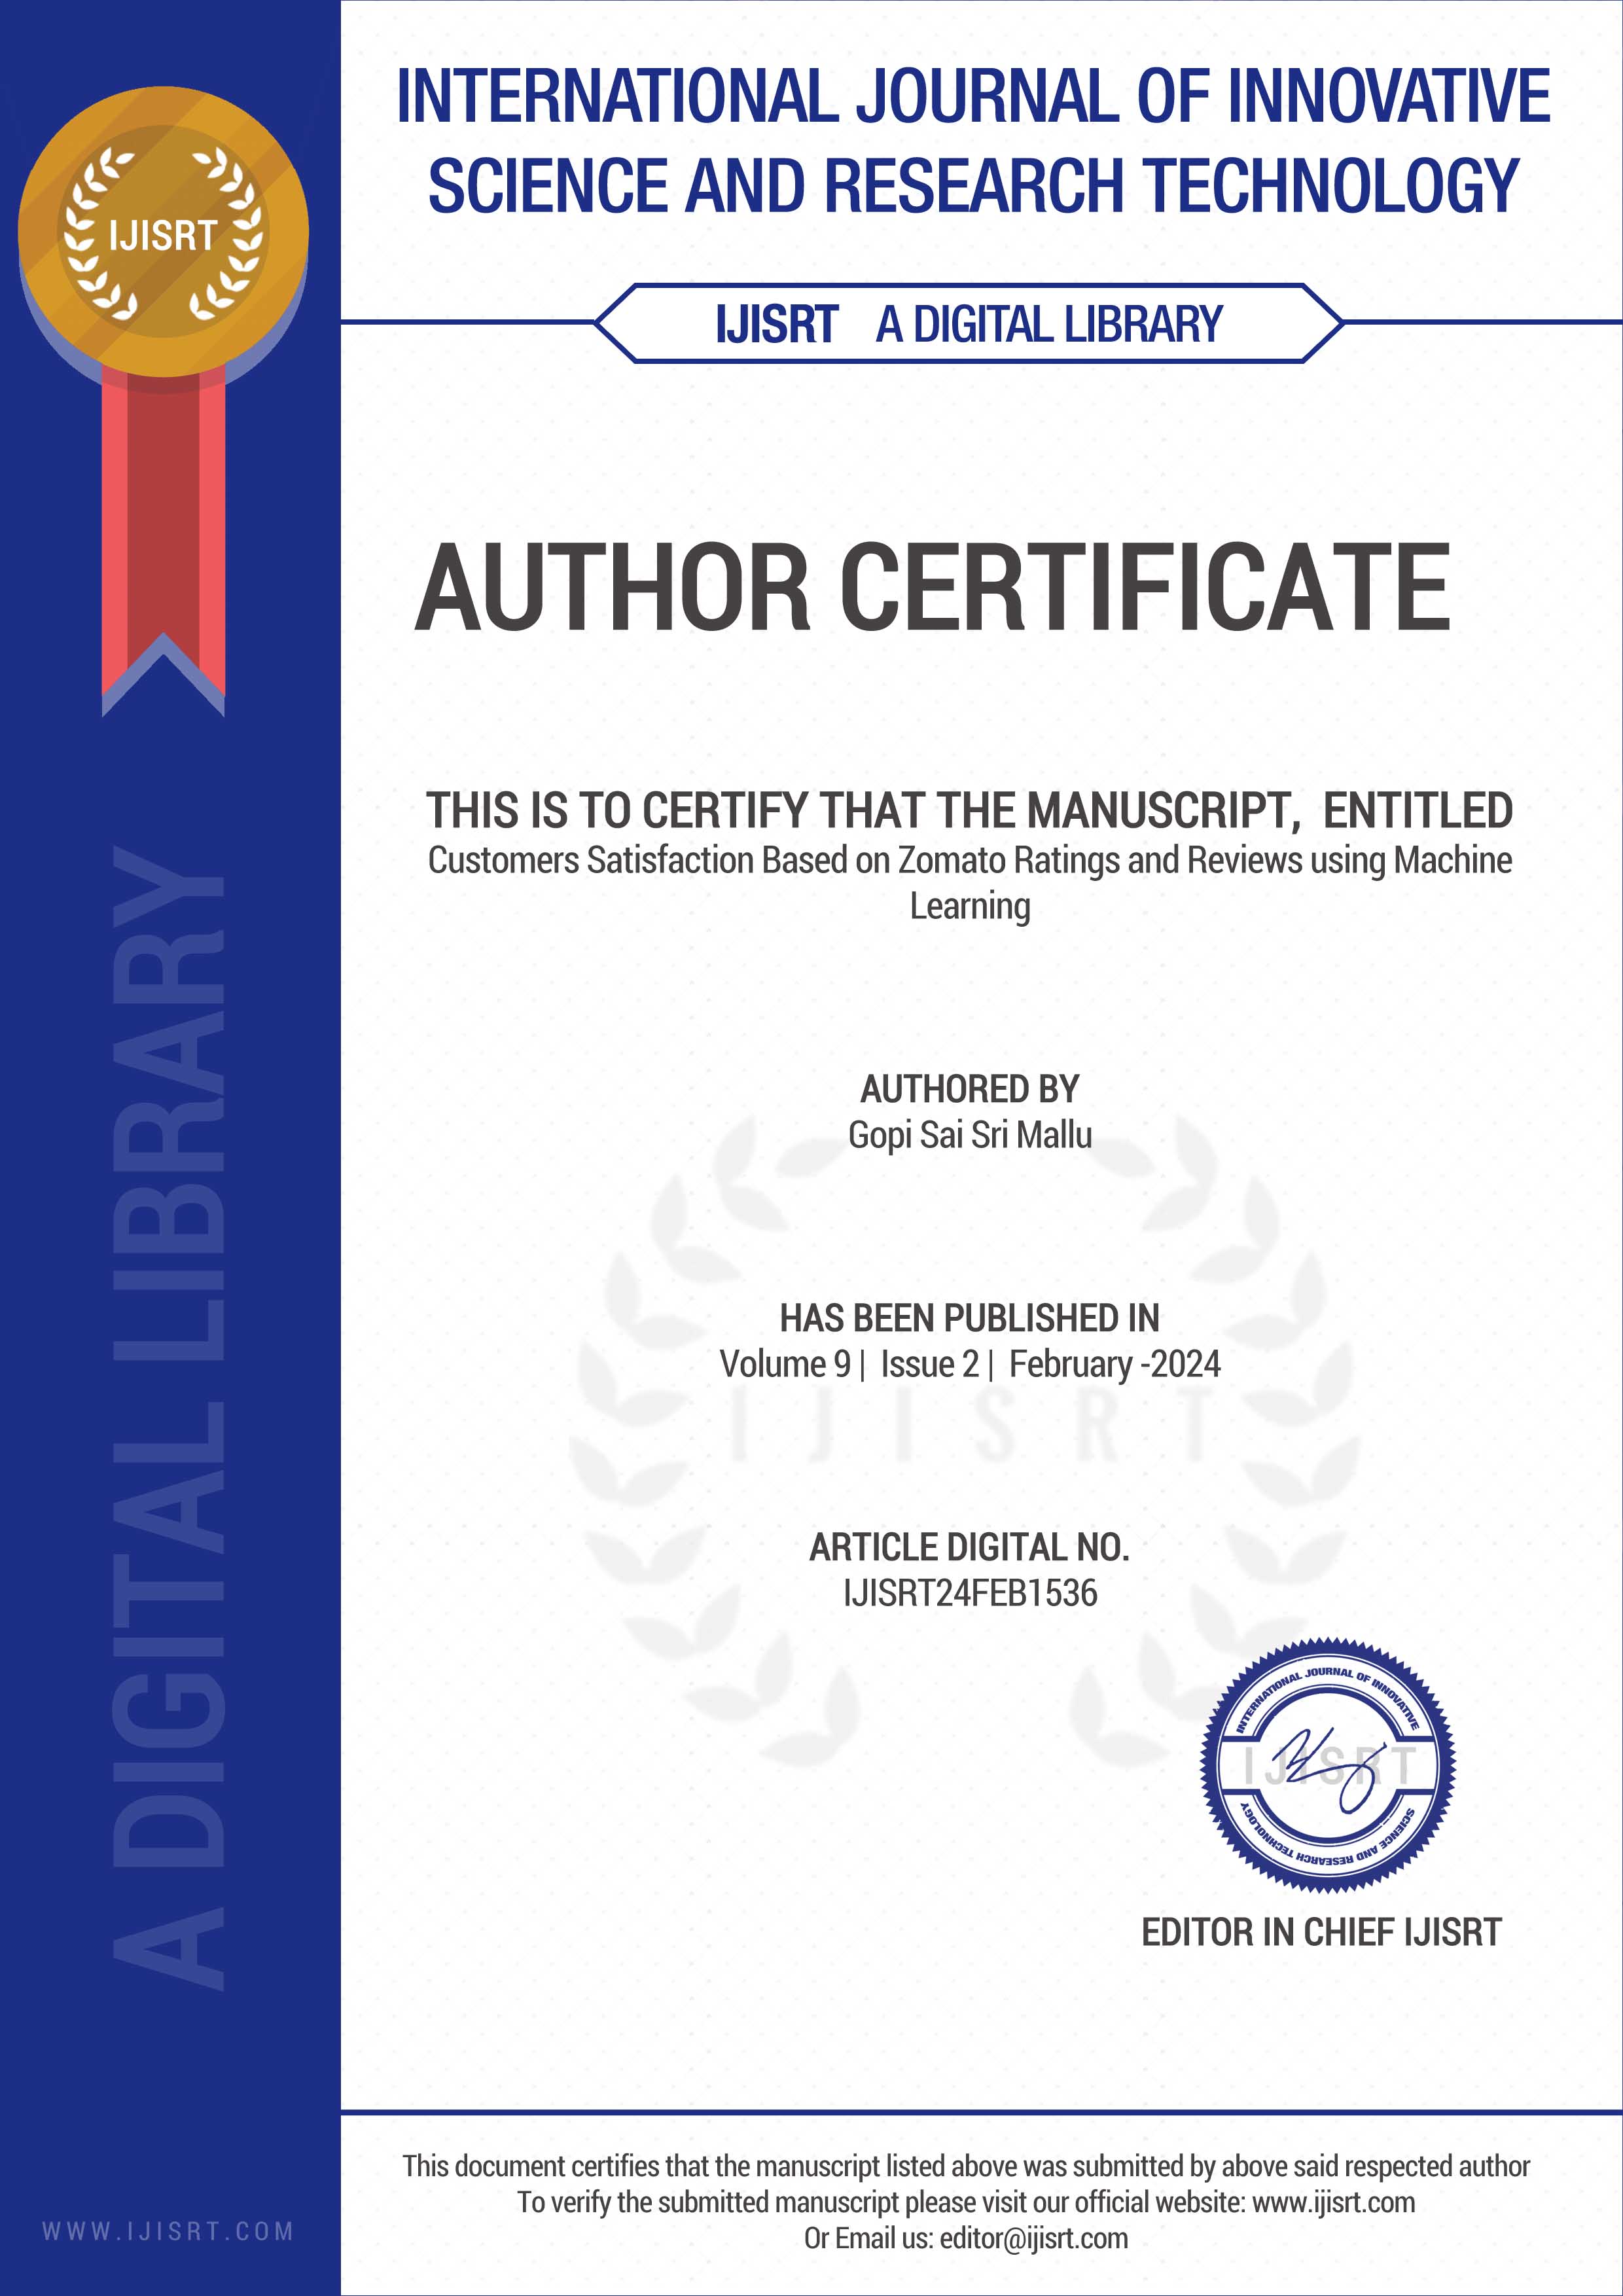 INTERNATIONAL JOURNAL OF INNOVATIVE
SCIENCE AND RESEARCH TECHNOLOGY
IJISRT
IJISRT A DIGITAL LIBRARY
AUTHOR CERTIFICATE
THIS IS TO CERTIFY THAT THE MANUSCRIPT, ENTITLED
Customers Satisfaction Based on Zomato Ratings and Reviews using Machine
Learning
A DIGITAL LIBRARY
AUTHORED BY
Gopi Sai Sri Mallu
HAS BEEN PUBLISHED IN
Volume 9 | Issue 2 | February -2024
IJISRT
ARTICLE DIGITAL NO.
IJISRT24FEB1536
INTERNATIONAL JOURNAL OF INNOVATIVE
IJISRT
SCIENCE AND RESEARCH TECHNOLOGY
EDITOR IN CHIEF IJISRT
This document certifies that the manuscript listed above was submitted by above said respected author
To verify the submitted manuscript please visit our official website: www.ijisrt.com
Or Email us: editor@ijisrt.com
WWW.IJISRT.COM